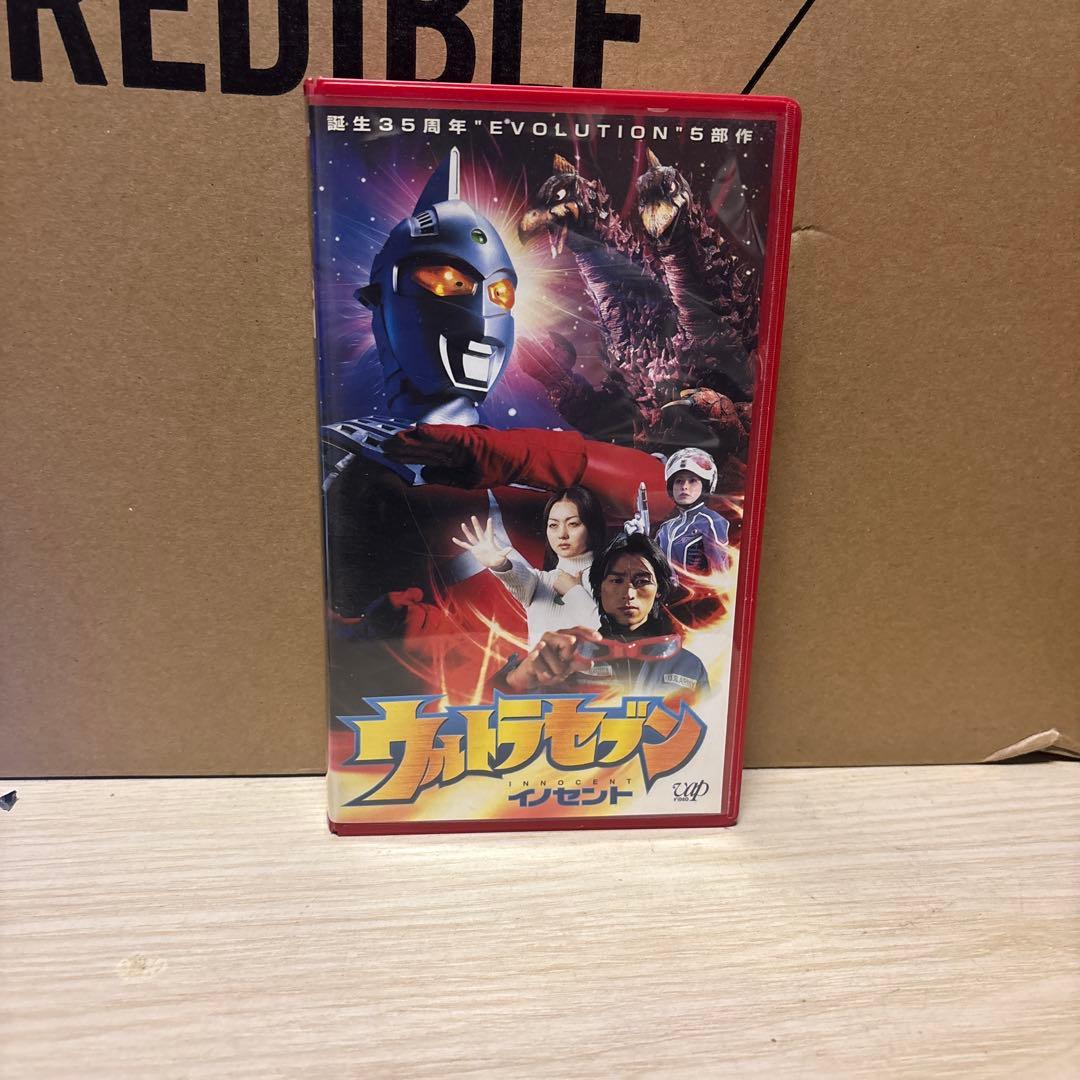 REDIBLE
誕生35周年"EVOLUTION"5部作
ウルトラセブン
INNOCENT
イノセント
vap
VIDEO